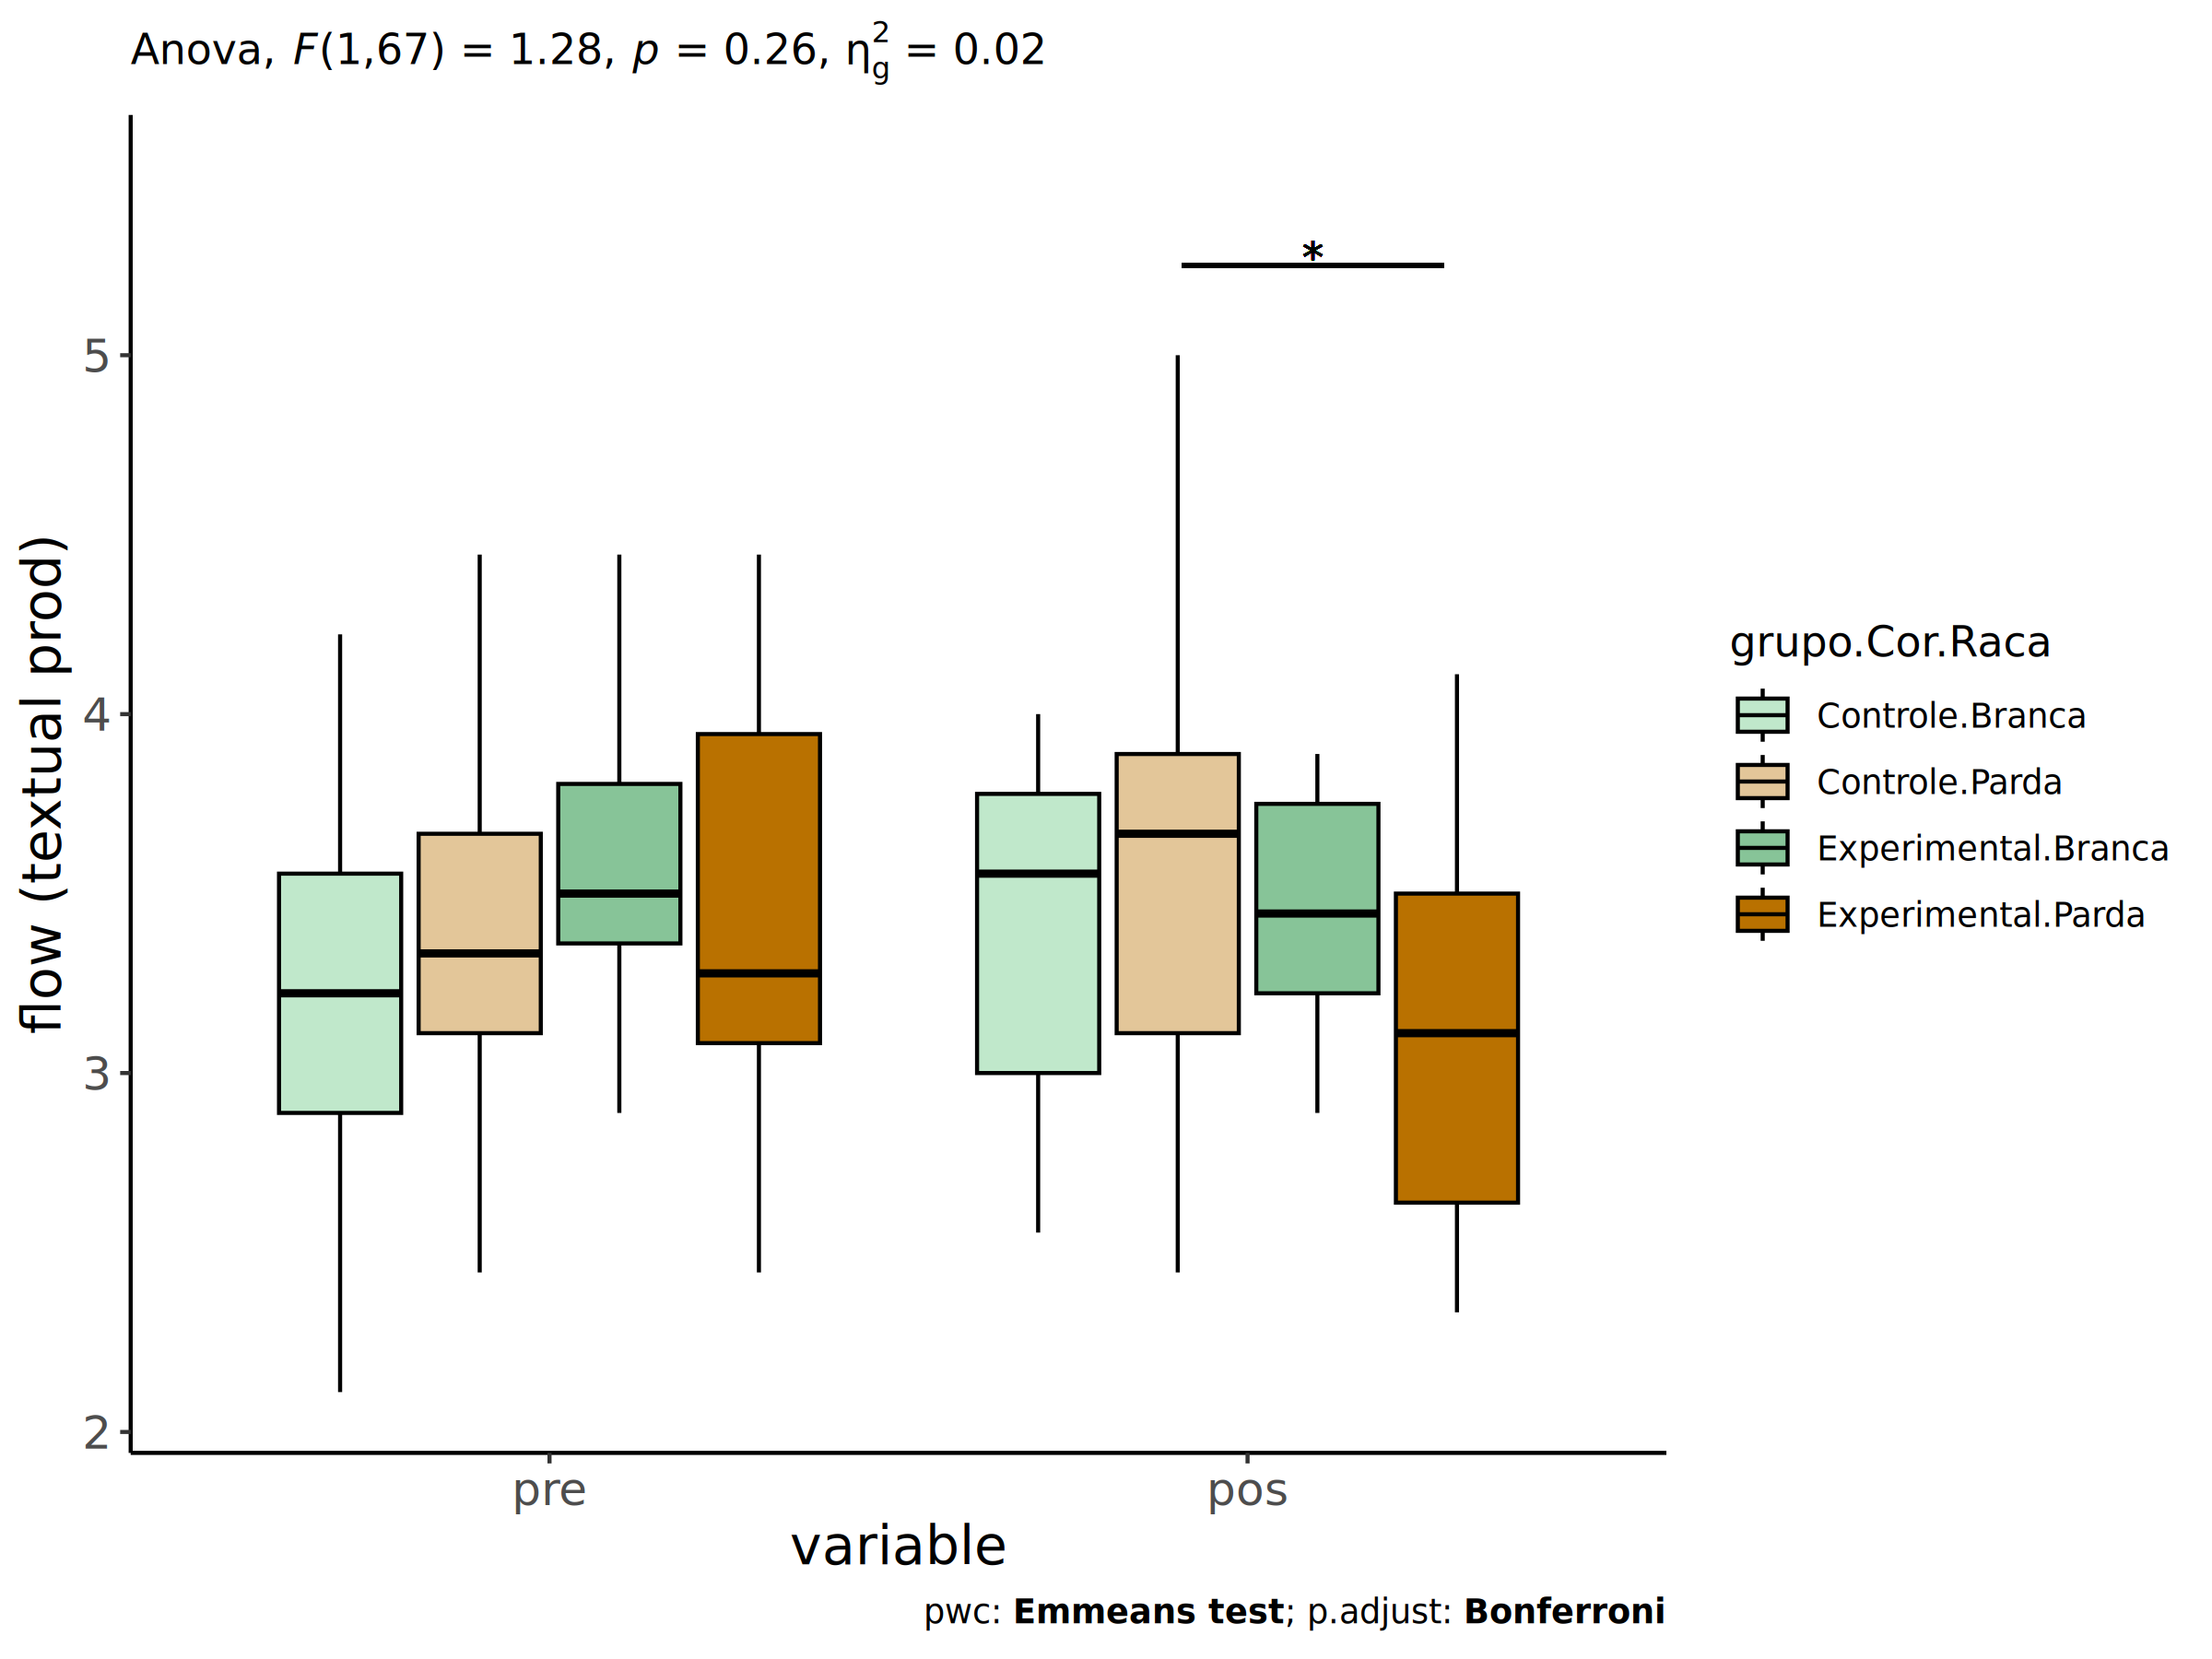 Anova, F(1,67) = 1.28, p = 0.26, η²g = 0.02
*
5
4
3
2
flow (textual prod)
pre
pos
variable
grupo.Cor.Raca
Controle.Branca
Controle.Parda
Experimental.Branca
Experimental.Parda
pwc: Emmeans test; p.adjust: Bonferroni